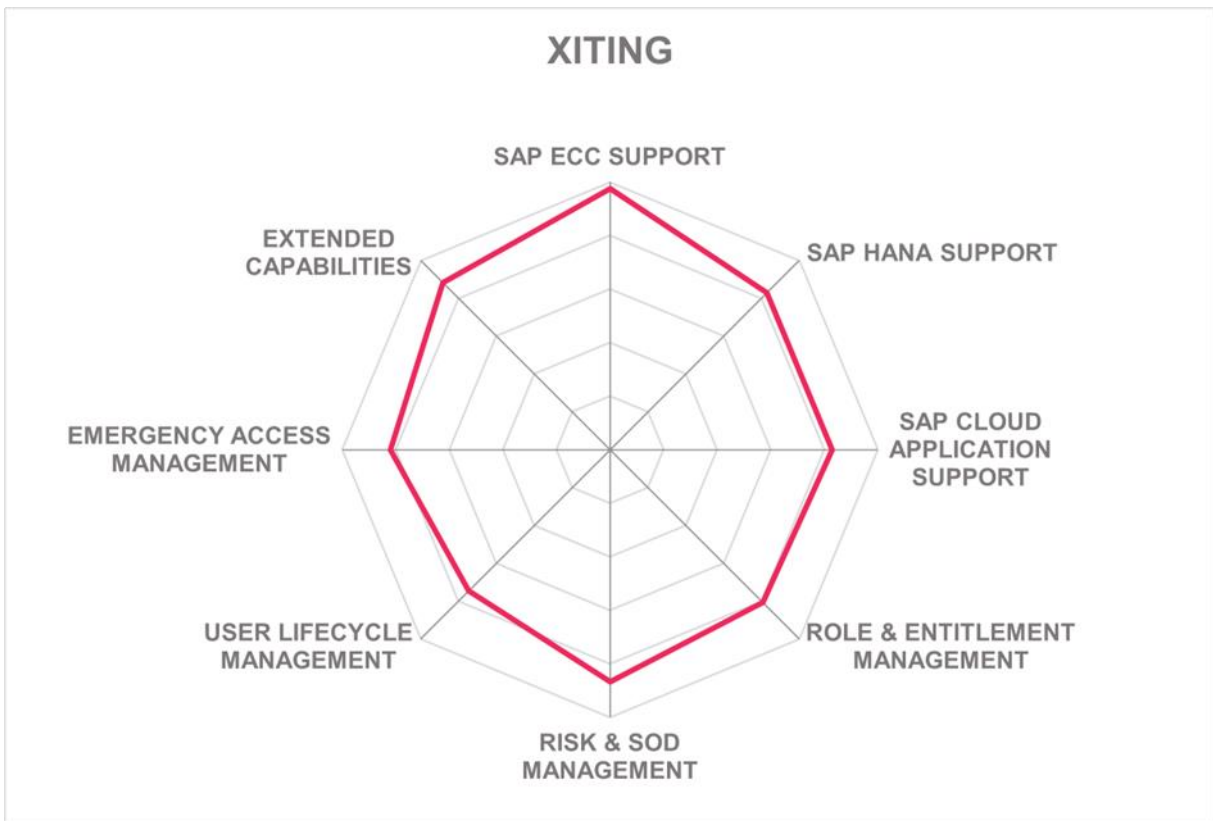 XITING
SAP ECC SUPPORT
EXTENDED
CAPABILITIES
SAP HANA SUPPORT
EMERGENCY ACCESS
MANAGEMENT
SAP CLOUD
APPLICATION
SUPPORT
USER LIFECYCLE
MANAGEMENT
ROLE & ENTITLEMENT
MANAGEMENT
RISK & SOD
MANAGEMENT